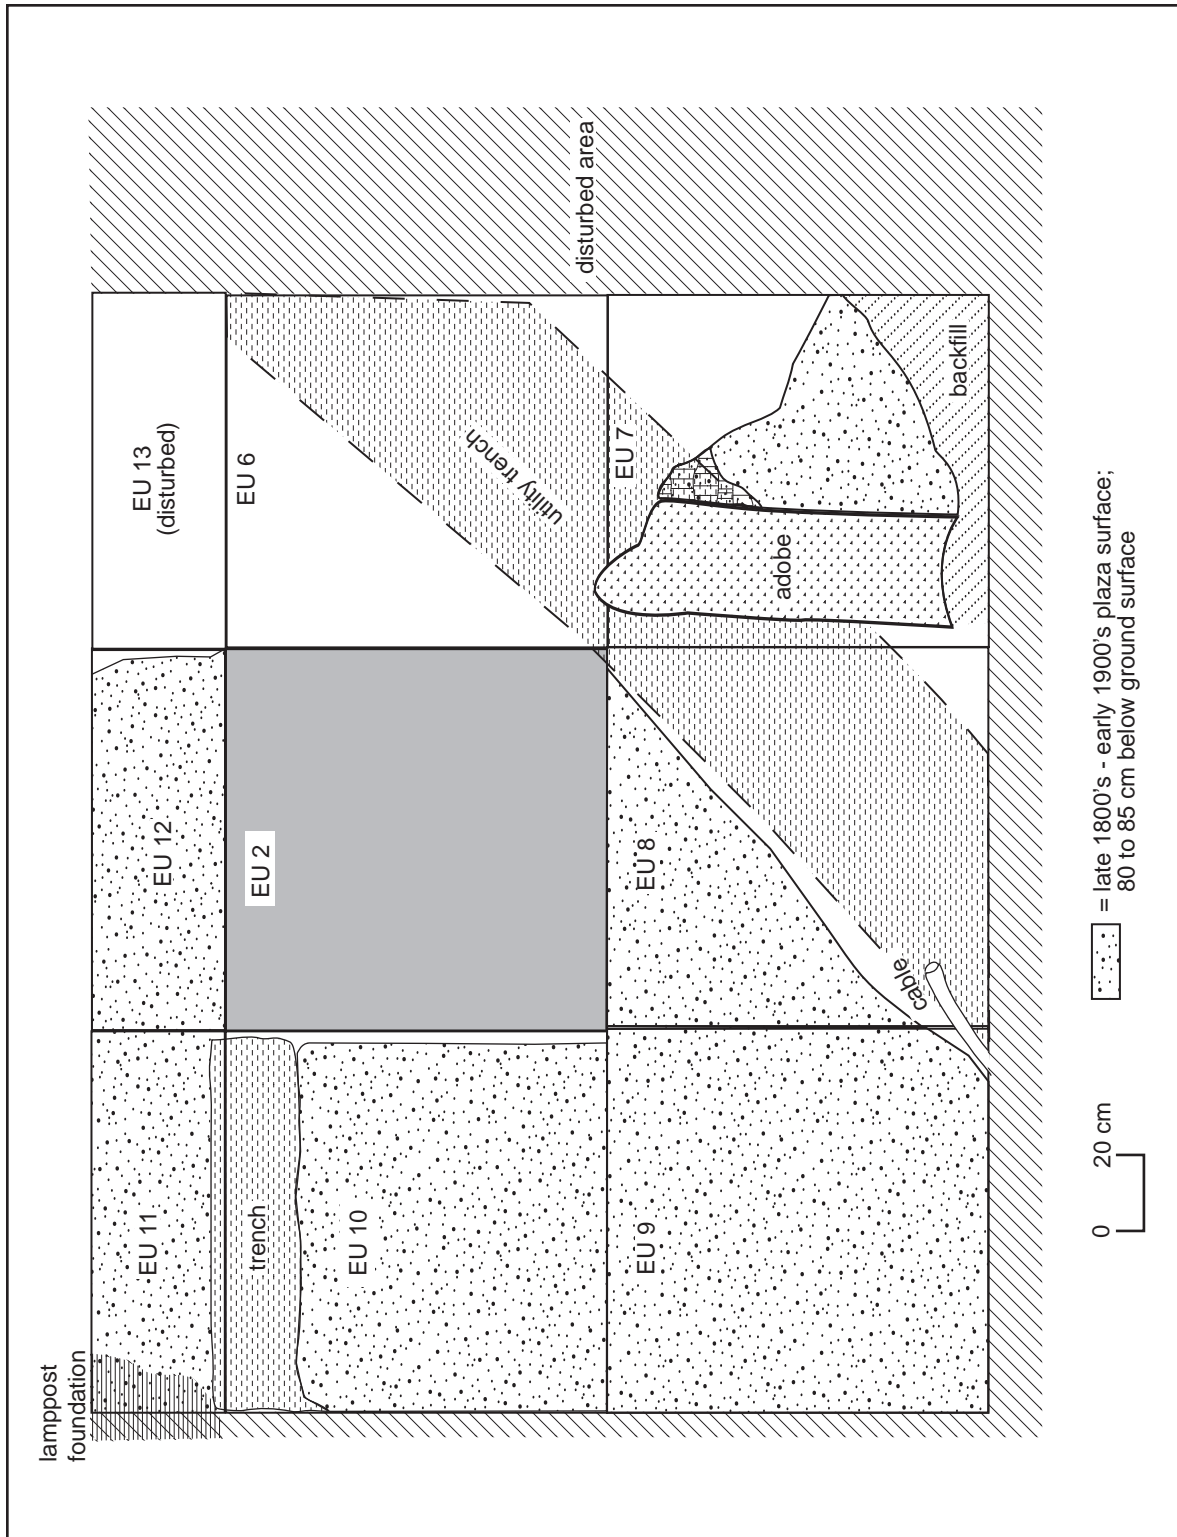 lamppost
foundation
EU 11
EU 12
EU 13
(disturbed)
trench
EU 10
EU 2
EU 6
utility trench
disturbed area
EU 9
EU 8
EU 7
cable
adobe
backfill
0 20 cm
= late 1800's - early 1900's plaza surface;
80 to 85 cm below ground surface